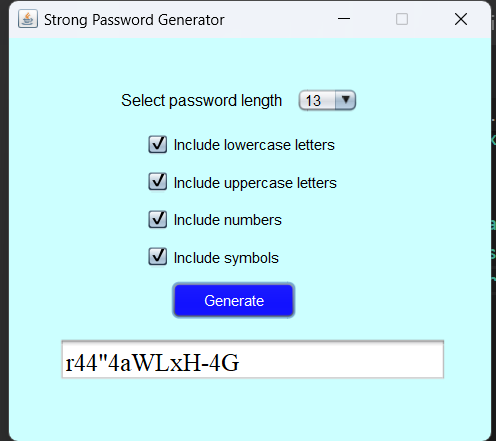 Strong Password Generator
Select password length 13
Include lowercase letters
Include uppercase letters
Include numbers
Include symbols
Generate
r44"4aWLxH-4G